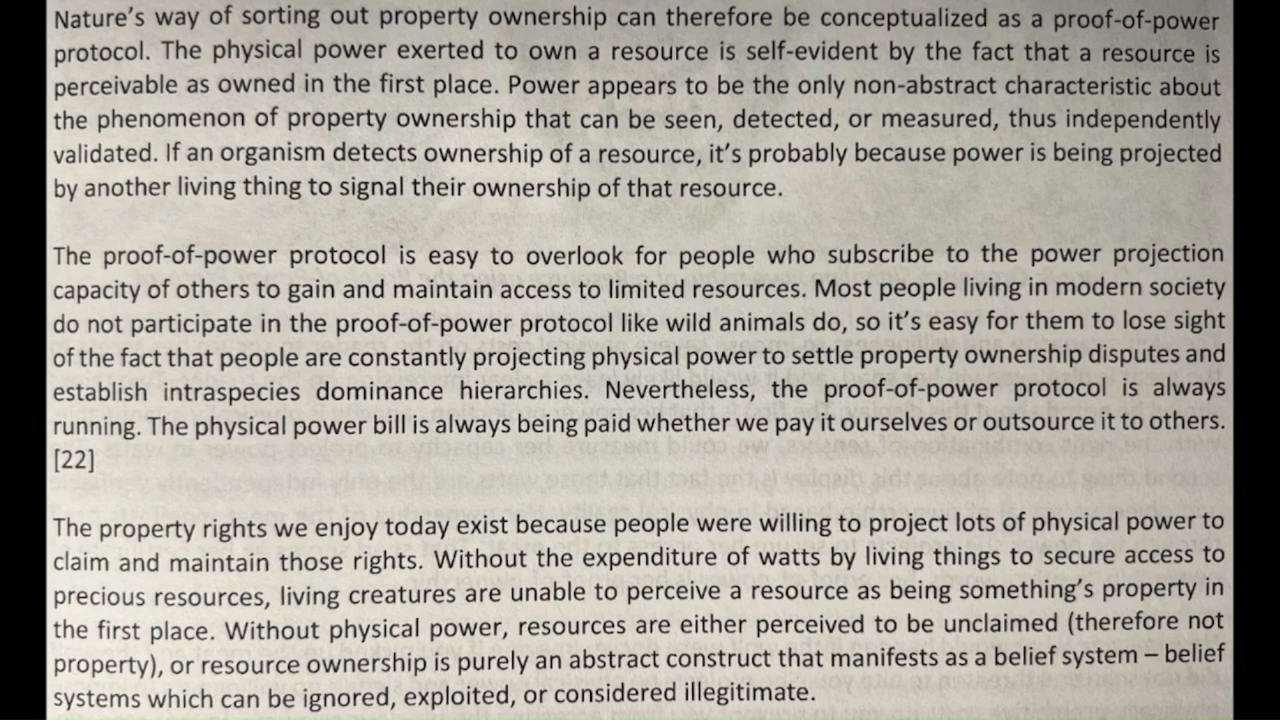 Nature's way of sorting out property ownership can therefore be conceptualized as a proof-of-power
protocol. The physical power exerted to own a resource is self-evident by the fact that a resource is
perceivable as owned in the first place. Power appears to be the only non-abstract characteristic about
the phenomenon of property ownership that can be seen, detected, or measured, thus independently
validated. If an organism detects ownership of a resource, it's probably because power is being projected
by another living thing to signal their ownership of that resource.
The proof-of-power protocol is easy to overlook for people who subscribe to the power projection
capacity of others to gain and maintain access to limited resources. Most people living in modern society
do not participate in the proof-of-power protocol like wild animals do, so it's easy for them to lose sight
of the fact that people are constantly projecting physical power to settle property ownership disputes and
establish intraspecies dominance hierarchies. Nevertheless, the proof-of-power protocol is always
running. The physical power bill is always being paid whether we pay it ourselves or outsource it to others.
[22]
The property rights we enjoy today exist because people were willing to project lots of physical power to
claim and maintain those rights. Without the expenditure of watts by living things to secure access to
precious resources, living creatures are unable to perceive a resource as being something's property in
the first place. Without physical power, resources are either perceived to be unclaimed (therefore not
property), or resource ownership is purely an abstract construct that manifests as a belief system – belief
systems which can be ignored, exploited, or considered illegitimate.